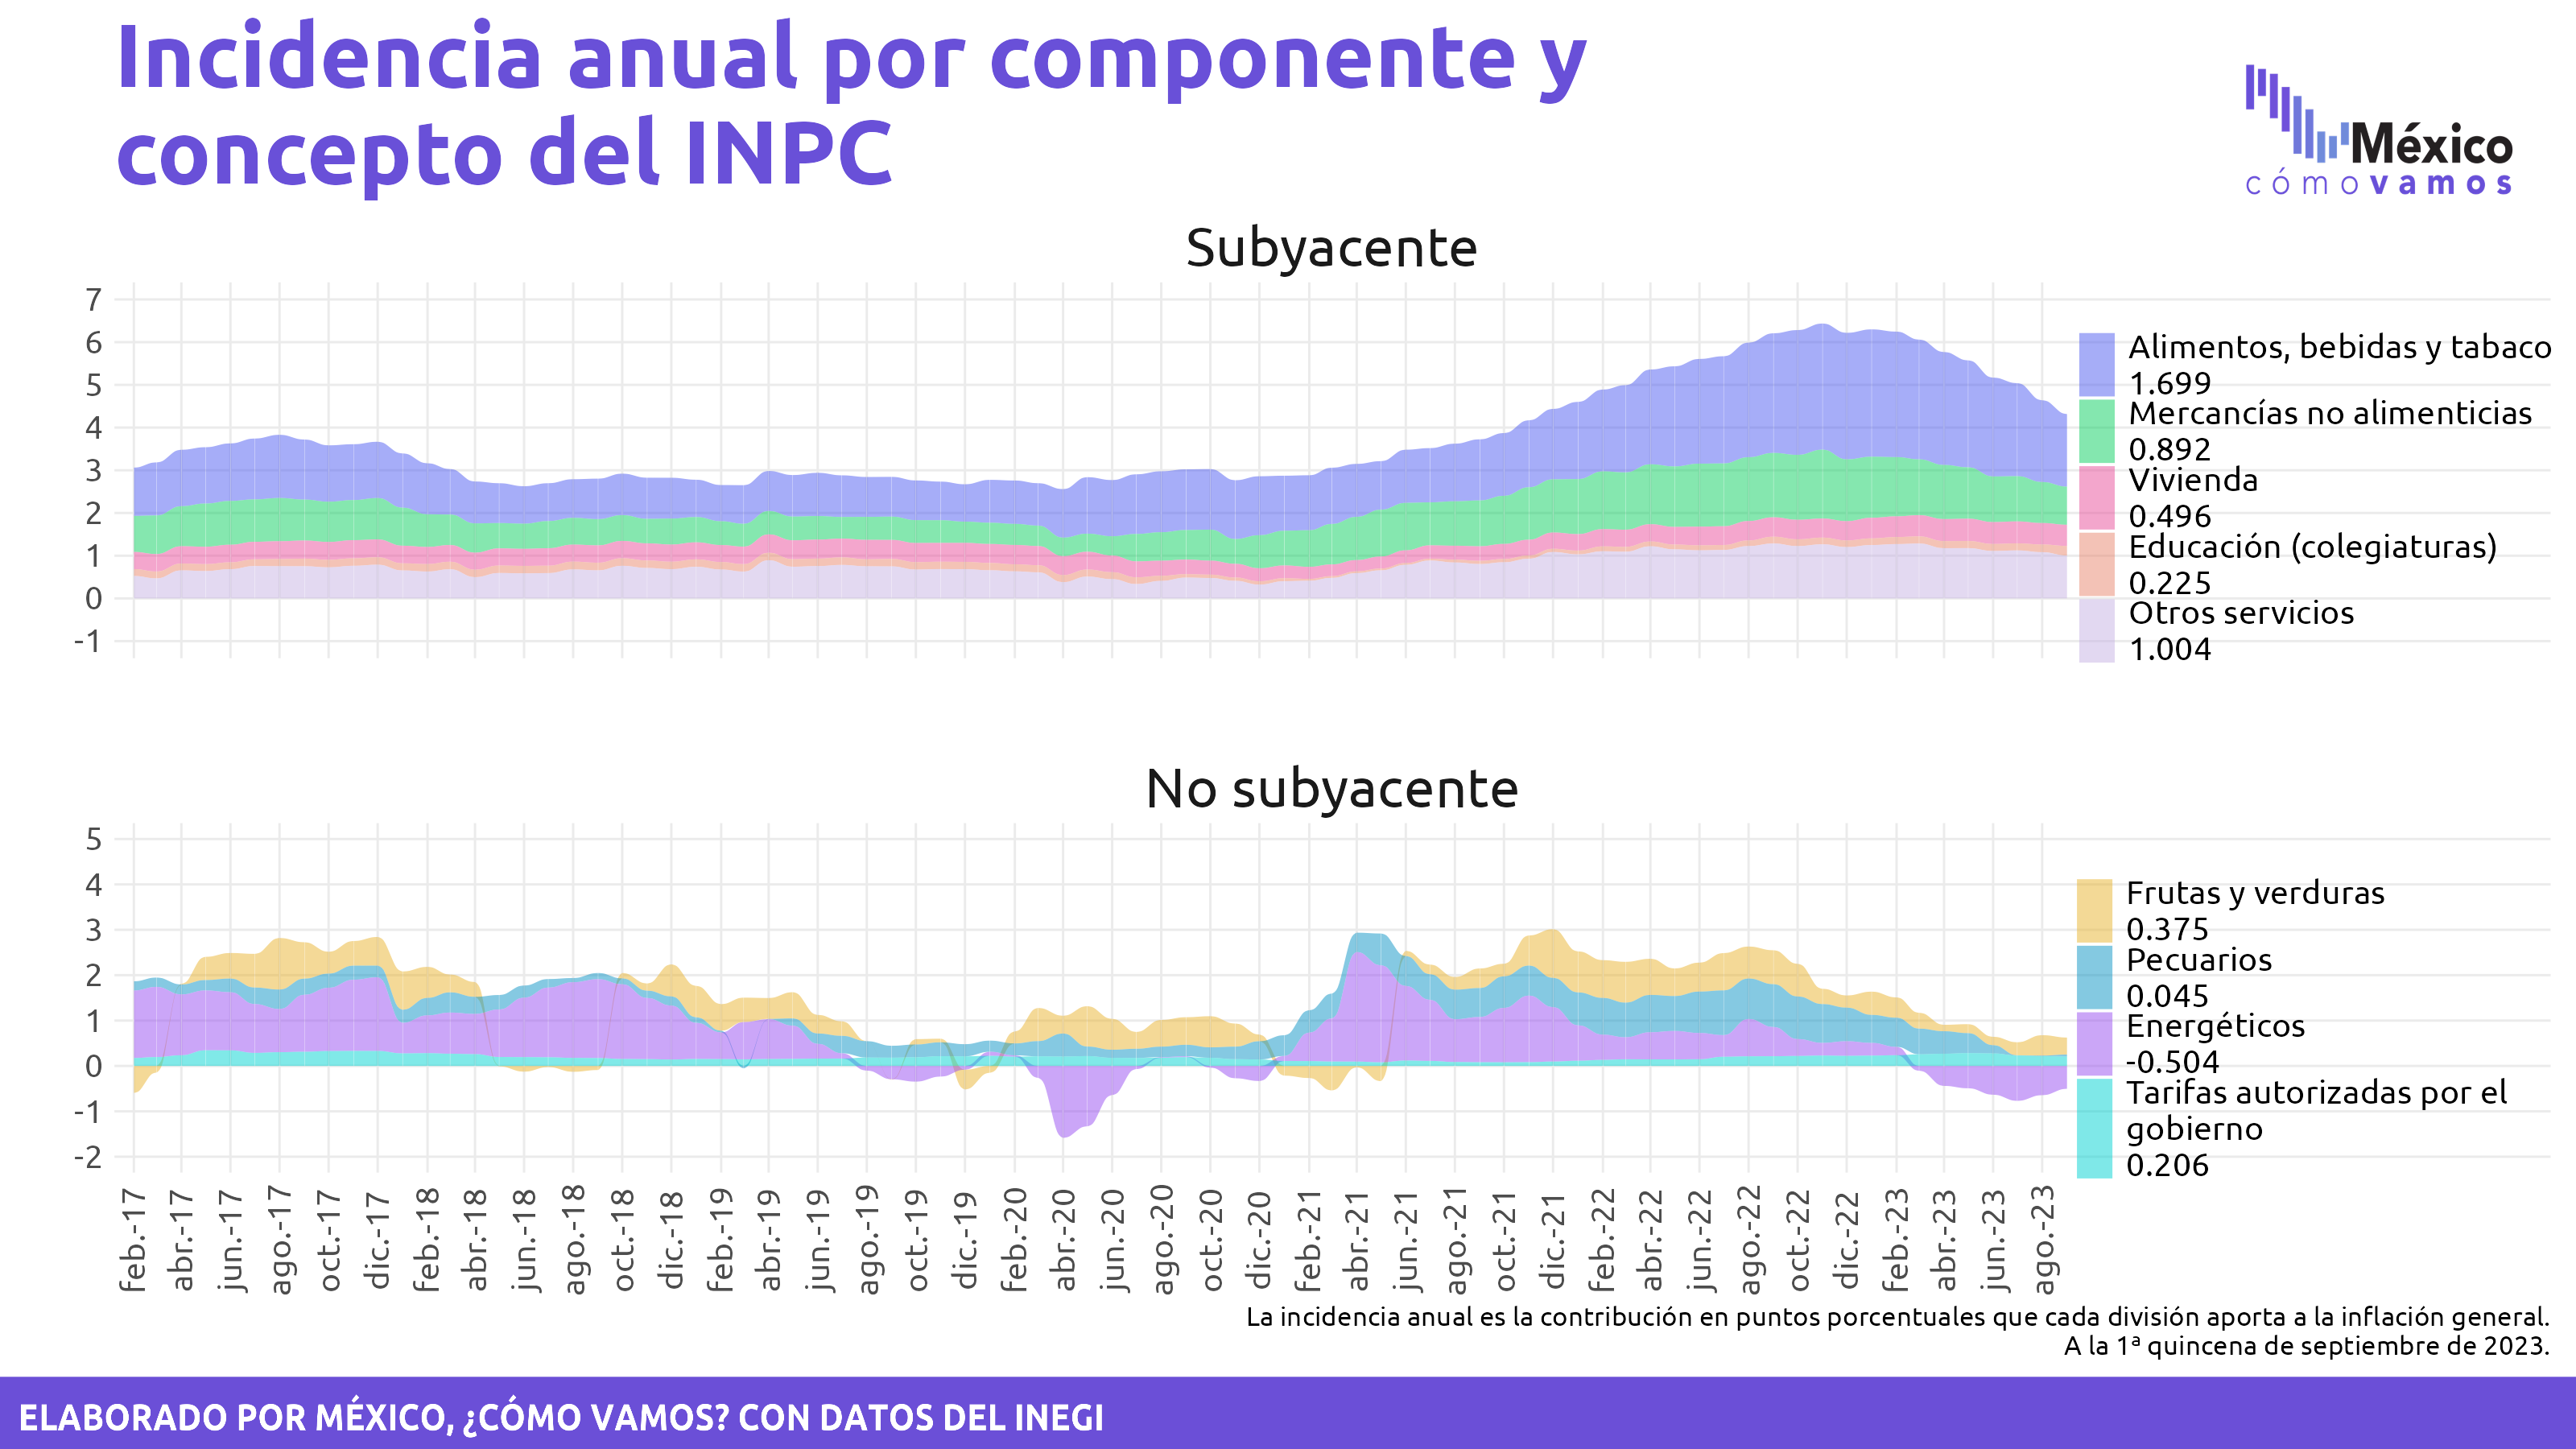 Incidencia anual por componente y
concepto del INPC
México
cómovamos
Subyacente
7
6
5
4
3
2
1
0
-1
Alimentos, bebidas y tabaco
1.699
Mercancías no alimenticias
0.892
Vivienda
0.496
Educación (colegiaturas)
0.225
Otros servicios
1.004
No subyacente
5
4
3
2
1
0
-1
-2
Frutas y verduras
0.375
Pecuarios
0.045
Energéticos
-0.504
Tarifas autorizadas por el
gobierno
0.206
feb.-17
abr.-17
jun.-17
ago.-17
oct.-17
dic.-17
feb.-18
abr.-18
jun.-18
ago.-18
oct.-18
dic.-18
feb.-19
abr.-19
jun.-19
ago.-19
oct.-19
dic.-19
feb.-20
abr.-20
jun.-20
ago.-20
oct.-20
dic.-20
feb.-21
abr.-21
jun.-21
ago.-21
oct.-21
dic.-21
feb.-22
abr.-22
jun.-22
ago.-22
oct.-22
dic.-22
feb.-23
abr.-23
jun.-23
ago.-23
La incidencia anual es la contribución en puntos porcentuales que cada división aporta a la inflación general.
A la 1ª quincena de septiembre de 2023.
ELABORADO POR MÉXICO, ¿CÓMO VAMOS? CON DATOS DEL INEGI